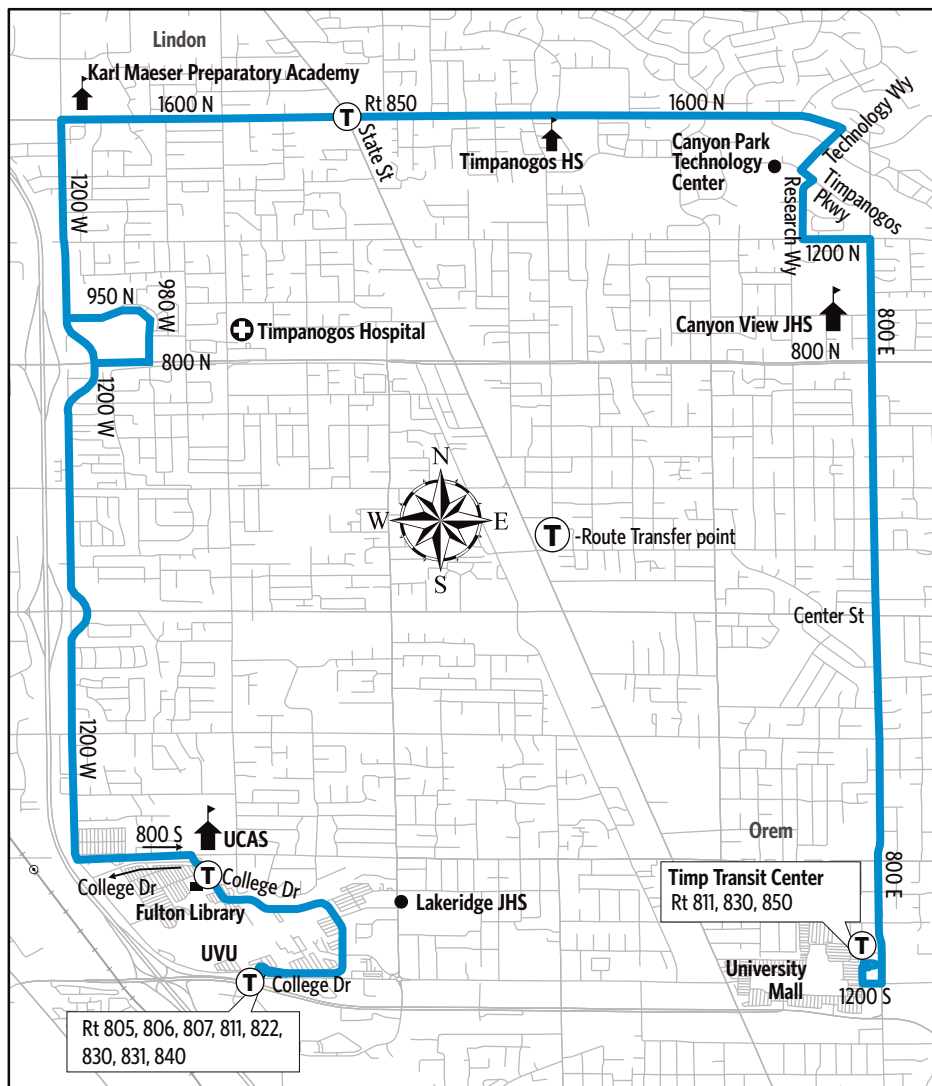 Lindon
Karl Maeser Preparatory Academy
1600 N
Rt 850
1600 N
T
State St
Timpanogos HS
Canyon Park
Technology
Center
Technology Wy
Timpanogos
Pkwy
Research Wy
1200 W
1200 N
950 N
980 W
Timpanogos Hospital
Canyon View JHS
800 N
800 N
800 E
1200 W
N
W
E
S
T
-Route Transfer point
Center St
1200 W
Orem
800 S
UCAS
College Dr
T
College Dr
Fulton Library
Lakeridge JHS
Timp Transit Center
Rt 811, 830, 850
800 E
T
UVU
T
College Dr
University
Mall
1200 S
Rt 805, 806, 807, 811, 822,
830, 831, 840